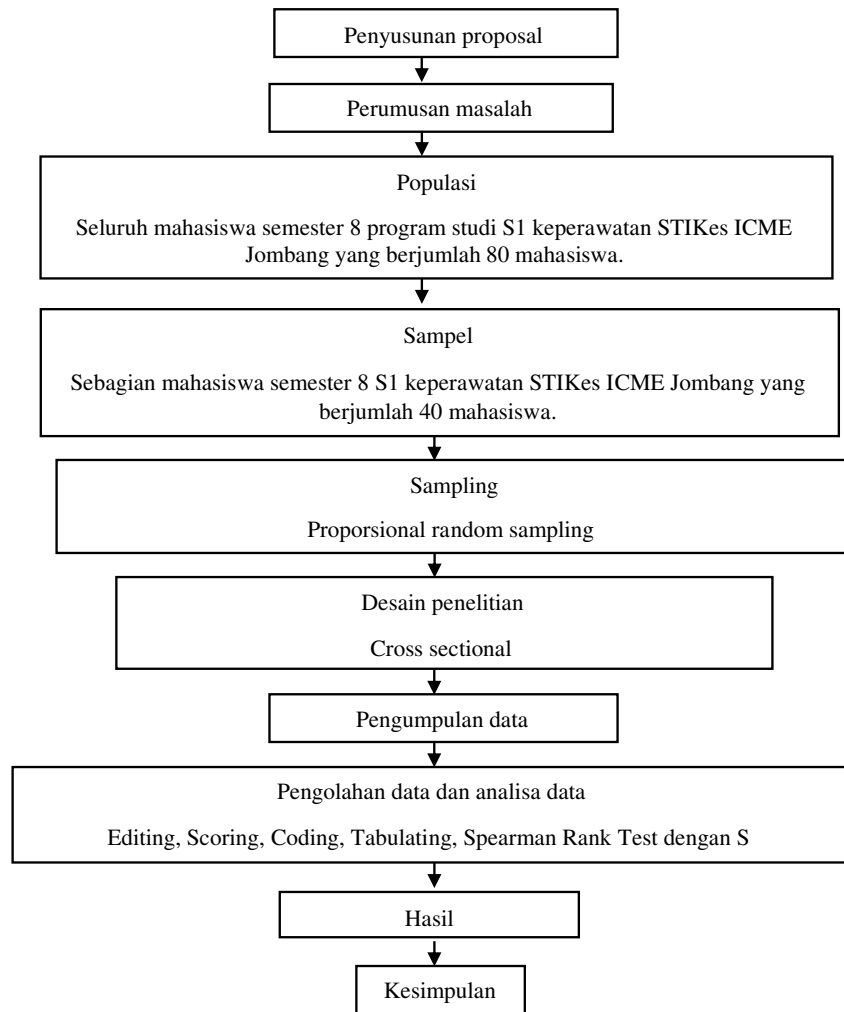 Penyusunan proposal
Perumusan masalah
Populasi
Seluruh mahasiswa semester 8 program studi S1 keperawatan STIKes ICME
Jombang yang berjumlah 80 mahasiswa.
Sampel
Sebagian mahasiswa semester 8 S1 keperawatan STIKes ICME Jombang yang
berjumlah 40 mahasiswa.
Sampling
Proporsional random sampling
Desain penelitian
Cross sectional
Pengumpulan data
Pengolahan data dan analisa data
Editing, Scoring, Coding, Tabulating, Spearman Rank Test dengan S
Hasil
Kesimpulan